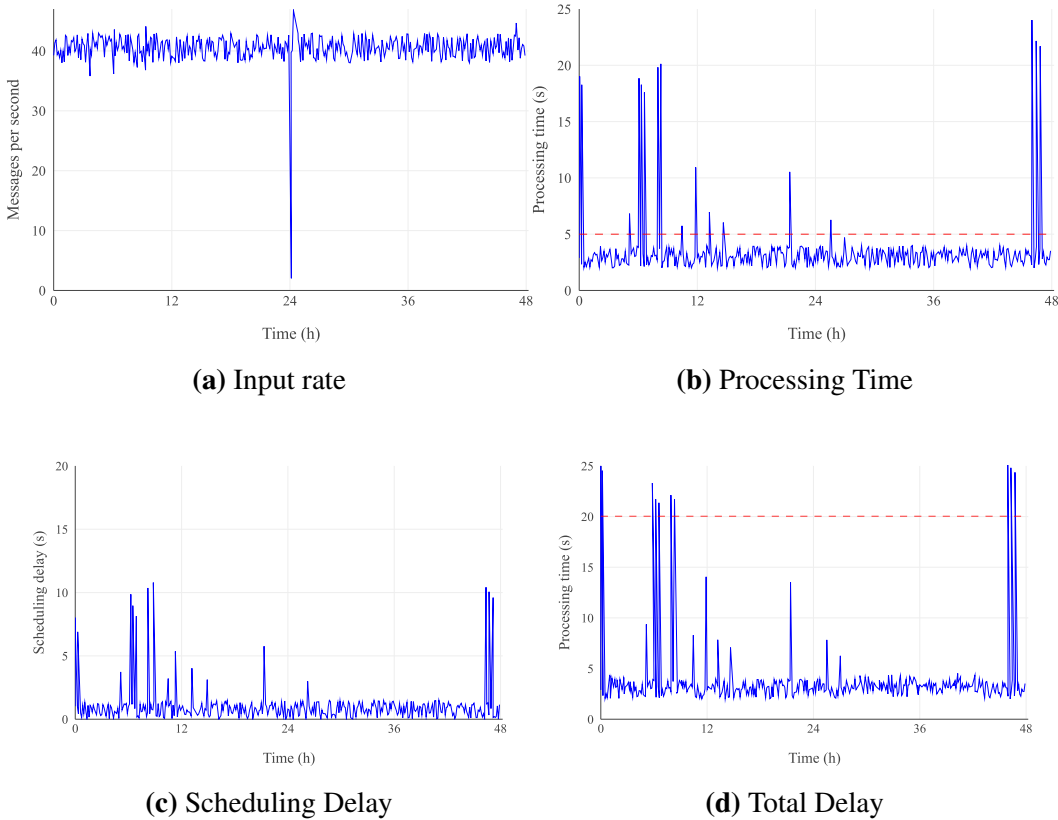 Messages per second
40
30
20
10
0
0 12 24 36 48
Time (h)
(a) Input rate
Processing time (s)
25
20
15
10
5
0
0 12 24 36 48
Time (h)
(b) Processing Time
Scheduling delay (s)
20
15
10
5
0
0 12 24 36 48
Time (h)
(c) Scheduling Delay
Processing time (s)
25
20
15
10
5
0
0 12 24 36 48
Time (h)
(d) Total Delay